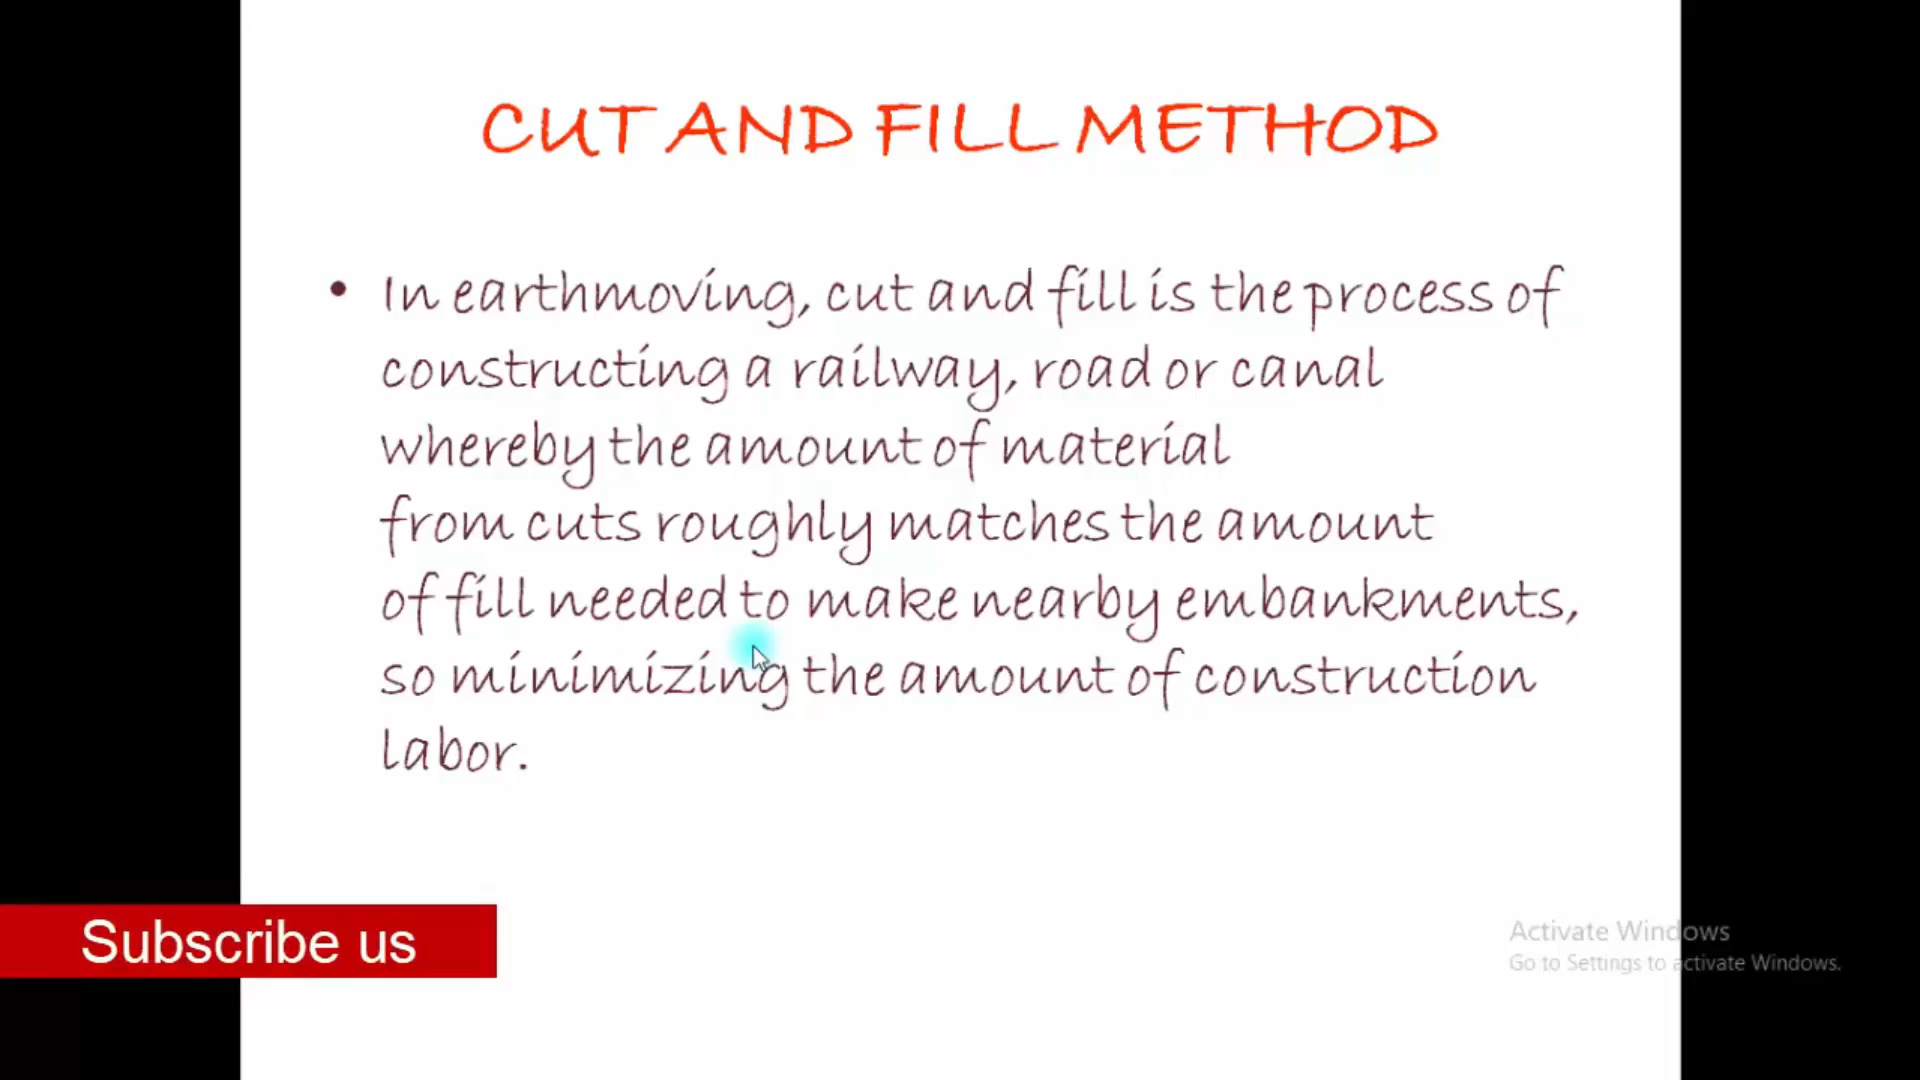 CUT AND FILL METHOD
• In earthmoving, cut and fill is the process of
constructing a railway, road or canal
whereby the amount of material
from cuts roughly matches the amount
of fill needed to make nearby embankments,
so minimizing the amount of construction
labor.
Subscribe us
Activate Windows
Go to Settings to activate Windows.